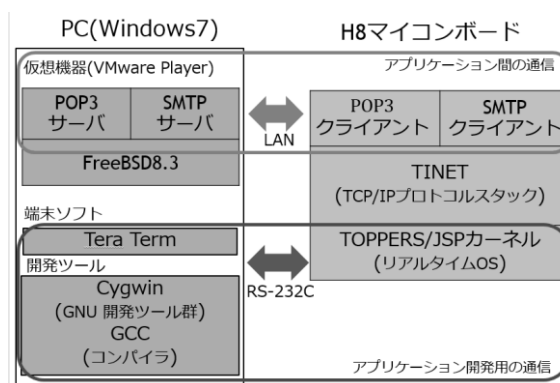 PC(Windows7)
H8マイコンボード
仮想機器(VMware Player)
アプリケーション間の通信
POP3
サーバ
SMTP
サーバ
FreeBSD8.3
LAN
POP3
クライアント
SMTP
クライアント
TINET
(TCP/IPプロトコルスタック)
端末ソフト
Tera Term
開発ツール
Cygwin
(GNU 開発ツール群)
GCC
(コンパイラ)
RS-232C
TOPPERS/JSPカーネル
(リアルタイムOS)
アプリケーション開発用の通信